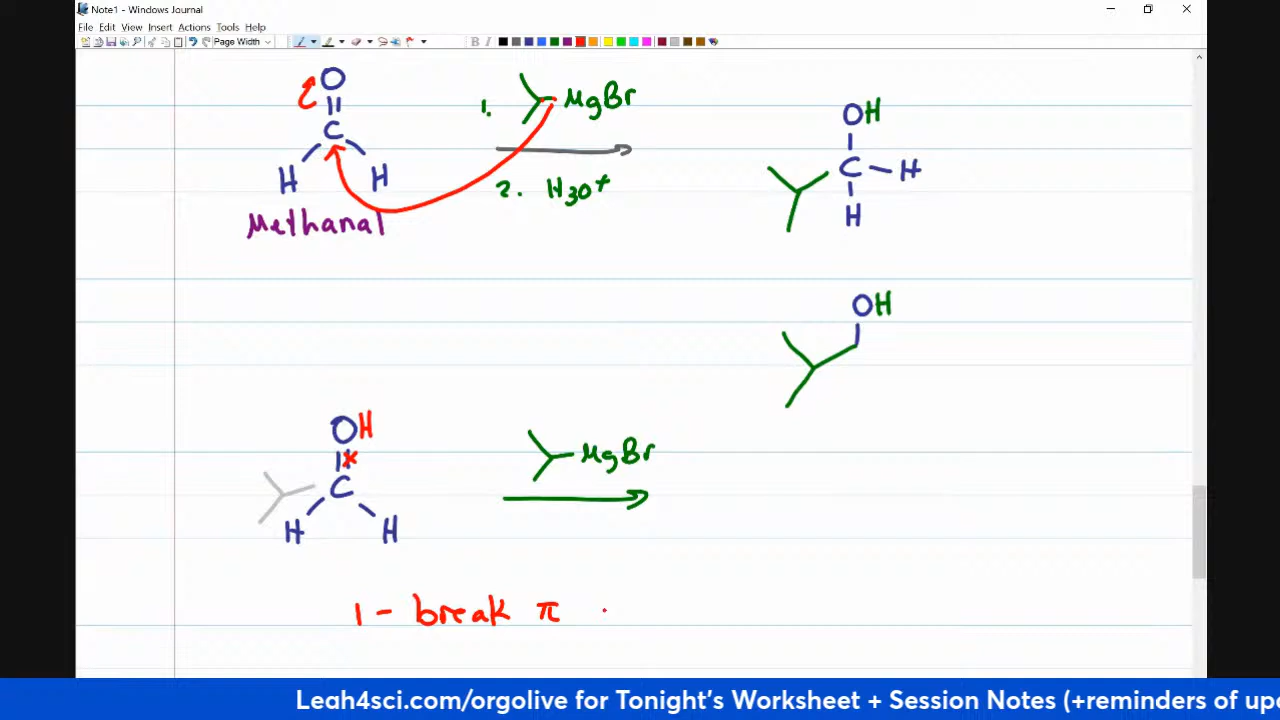 Note1 - Windows Journal
File Edit View Insert Actions Tools Help
Page Width
B I
O
C
H H
Methanal
1. MgBr
2. H3O+
OH
C H
H
OH
OH
C
H H
MgBr
1 - break π
Leah4sci.com/orgolive for Tonight's Worksheet + Session Notes (+reminders of up